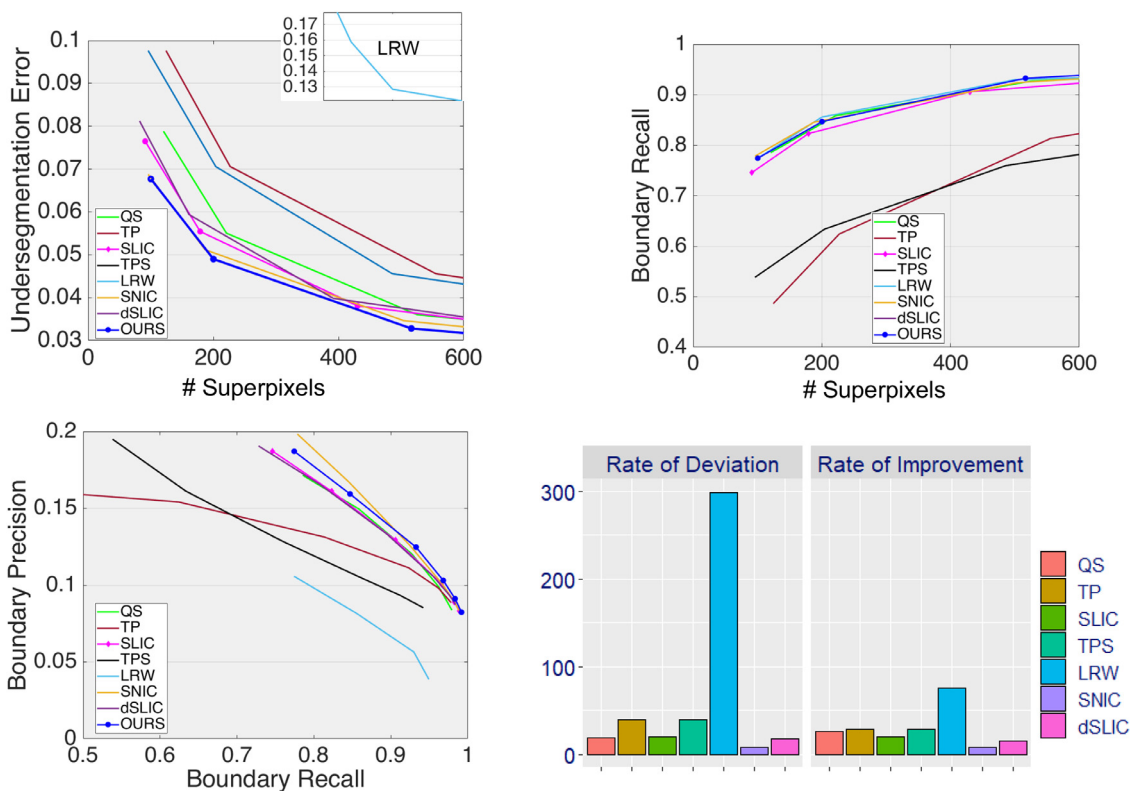 0.1
0.09
0.08
0.07
0.06
0.05
0.04
0.03
Undersegmentation Error
0.17
0.16
0.15
0.14
0.13
LRW
QS
TP
SLIC
TPS
LRW
SNIC
dSLIC
OURS
0 200 400 600
# Superpixels
1
0.9
0.8
0.7
0.6
0.5
0.4
Boundary Recall
QS
TP
SLIC
TPS
LRW
SNIC
dSLIC
OURS
0 200 400 600
# Superpixels
0.2
0.15
0.1
0.05
0
Boundary Precision
QS
TP
SLIC
TPS
LRW
SNIC
dSLIC
OURS
0.5 0.6 0.7 0.8 0.9 1
Boundary Recall
Rate of Deviation Rate of Improvement
300
200
100
0
QS
TP
SLIC
TPS
LRW
SNIC
dSLIC